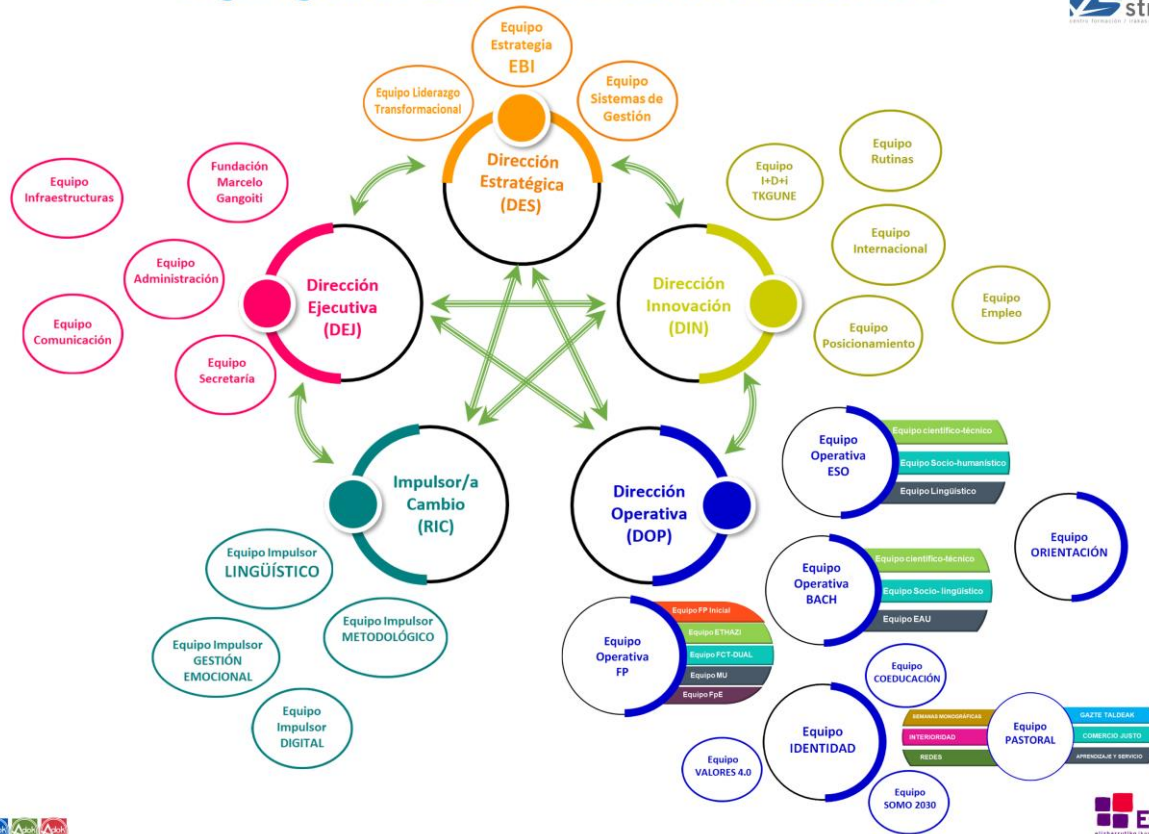 Equipo
Estrategia
EBI
Equipo Liderazgo
Transformacional
Equipo
Sistemas de
Gestión
Dirección
Estratégica
(DES)
Equipo
Infraestructuras
Fundación
Marcelo
Gangoiti
Equipo
Administración
Equipo
Comunicación
Equipo
Secretaría
Dirección
Ejecutiva
(DEJ)
Equipo
I+D+i
TKGUNE
Equipo
Rutinas
Equipo
Internacional
Equipo
Empleo
Equipo
Posicionamiento
Dirección
Innovación
(DIN)
Impulsor/a
Cambio
(RIC)
Equipo Impulsor
LINGÜÍSTICO
Equipo Impulsor
METODOLÓGICO
Equipo Impulsor
GESTIÓN
EMOCIONAL
Equipo
Impulsor
DIGITAL
Dirección
Operativa
(DOP)
Equipo
Operativa
ESO
Equipo científico-técnico
Equipo Socio-humanístico
Equipo Lingüístico
Equipo
ORIENTACIÓN
Equipo
Operativa
BACH
Equipo científico-técnico
Equipo Socio- lingüístico
Equipo EAU
Equipo
Operativa
FP
Equipo FP Inicial
Equipo ETHAZI
Equipo FCT-DUAL
Equipo MU
Equipo FpE
Equipo
COEDUCACIÓN
Equipo
IDENTIDAD
Equipo
VALORES 4.0
Equipo
SOMO 2030
SEMANAS MONOGRÁFICAS
INTERIORIDAD
REDES
Equipo
PASTORAL
GAZTE TALDEAK
COMERCIO JUSTO
APRENDIZAJE Y SERVICIO